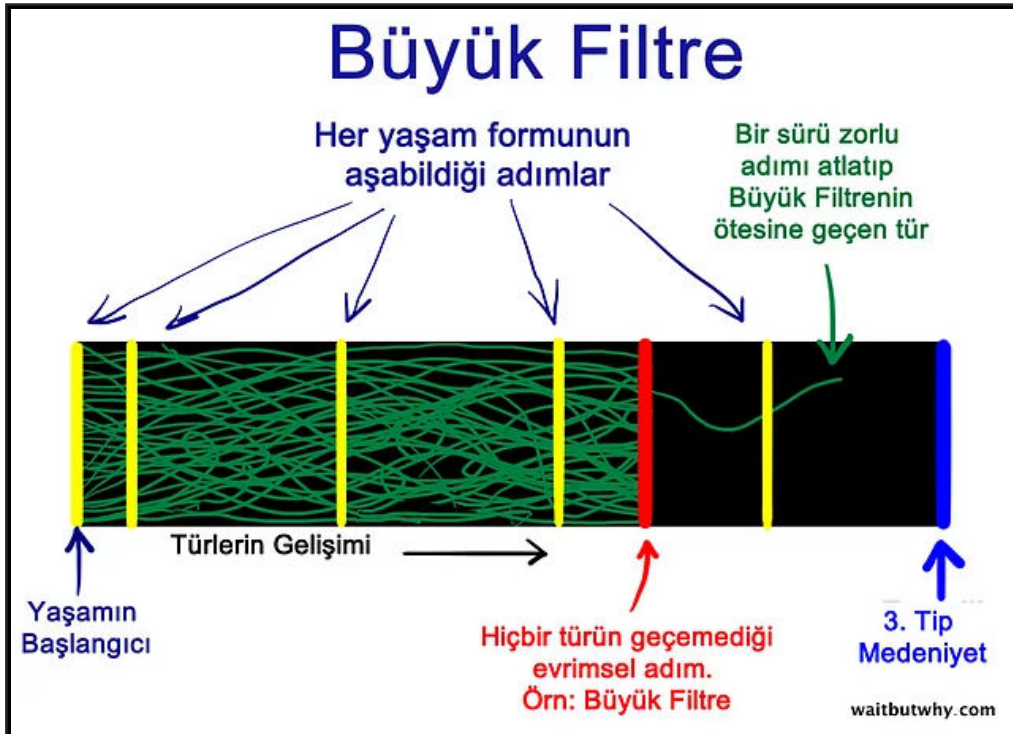 Büyük Filtre
Her yaşam formunun
aşabildiği adımlar
Bir sürü zorlu
adımı atlatıp
Büyük Filtrenin
ötesine geçen tür
Türlerin Gelişimi
Yaşamın
Başlangıcı
Hiçbir türün geçemediği
evrimsel adım.
Örn: Büyük Filtre
3. Tip
Medeniyet
waitbutwhy.com